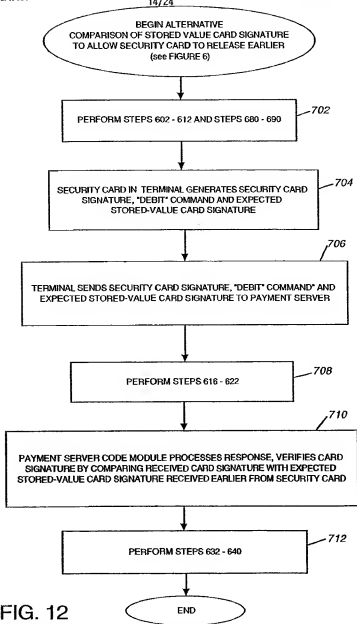 14/24
BEGIN ALTERNATIVE
COMPARISON OF STORED VALUE CARD SIGNATURE
TO ALLOW SECURITY CARD TO RELEASE EARLIER
(see FIGURE 6)
702
PERFORM STEPS 602 - 612 AND STEPS 680 - 690
704
SECURITY CARD IN TERMINAL GENERATES SECURITY CARD
SIGNATURE, "DEBIT" COMMAND AND EXPECTED
STORED-VALUE CARD SIGNATURE
706
TERMINAL SENDS SECURITY CARD SIGNATURE, "DEBIT" COMMAND" AND
EXPECTED STORED-VALUE CARD SIGNATURE TO PAYMENT SERVER
708
PERFORM STEPS 616 - 622
710
PAYMENT SERVER CODE MODULE PROCESSES RESPONSE, VERIFIES CARD
SIGNATURE BY COMPARING RECEIVED CARD SIGNATURE WITH EXPECTED
STORED-VALUE CARD SIGNATURE RECEIVED EARLIER FROM SECURITY CARD
712
PERFORM STEPS 632 - 640
FIG. 12
END